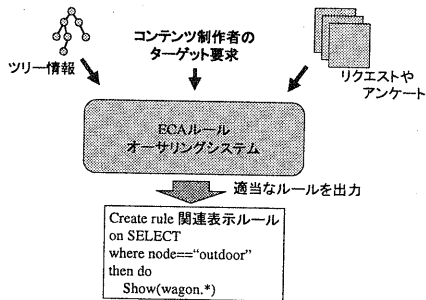 コンテンツ制作者の
ターゲット要求
ツリー情報
リクエストや
アンケート
ECAルール
オーサリングシステム
適当なルールを出力
Create rule 関連表示ルール
on SELECT
where node=="outdoor"
then do
Show(wagon.*)